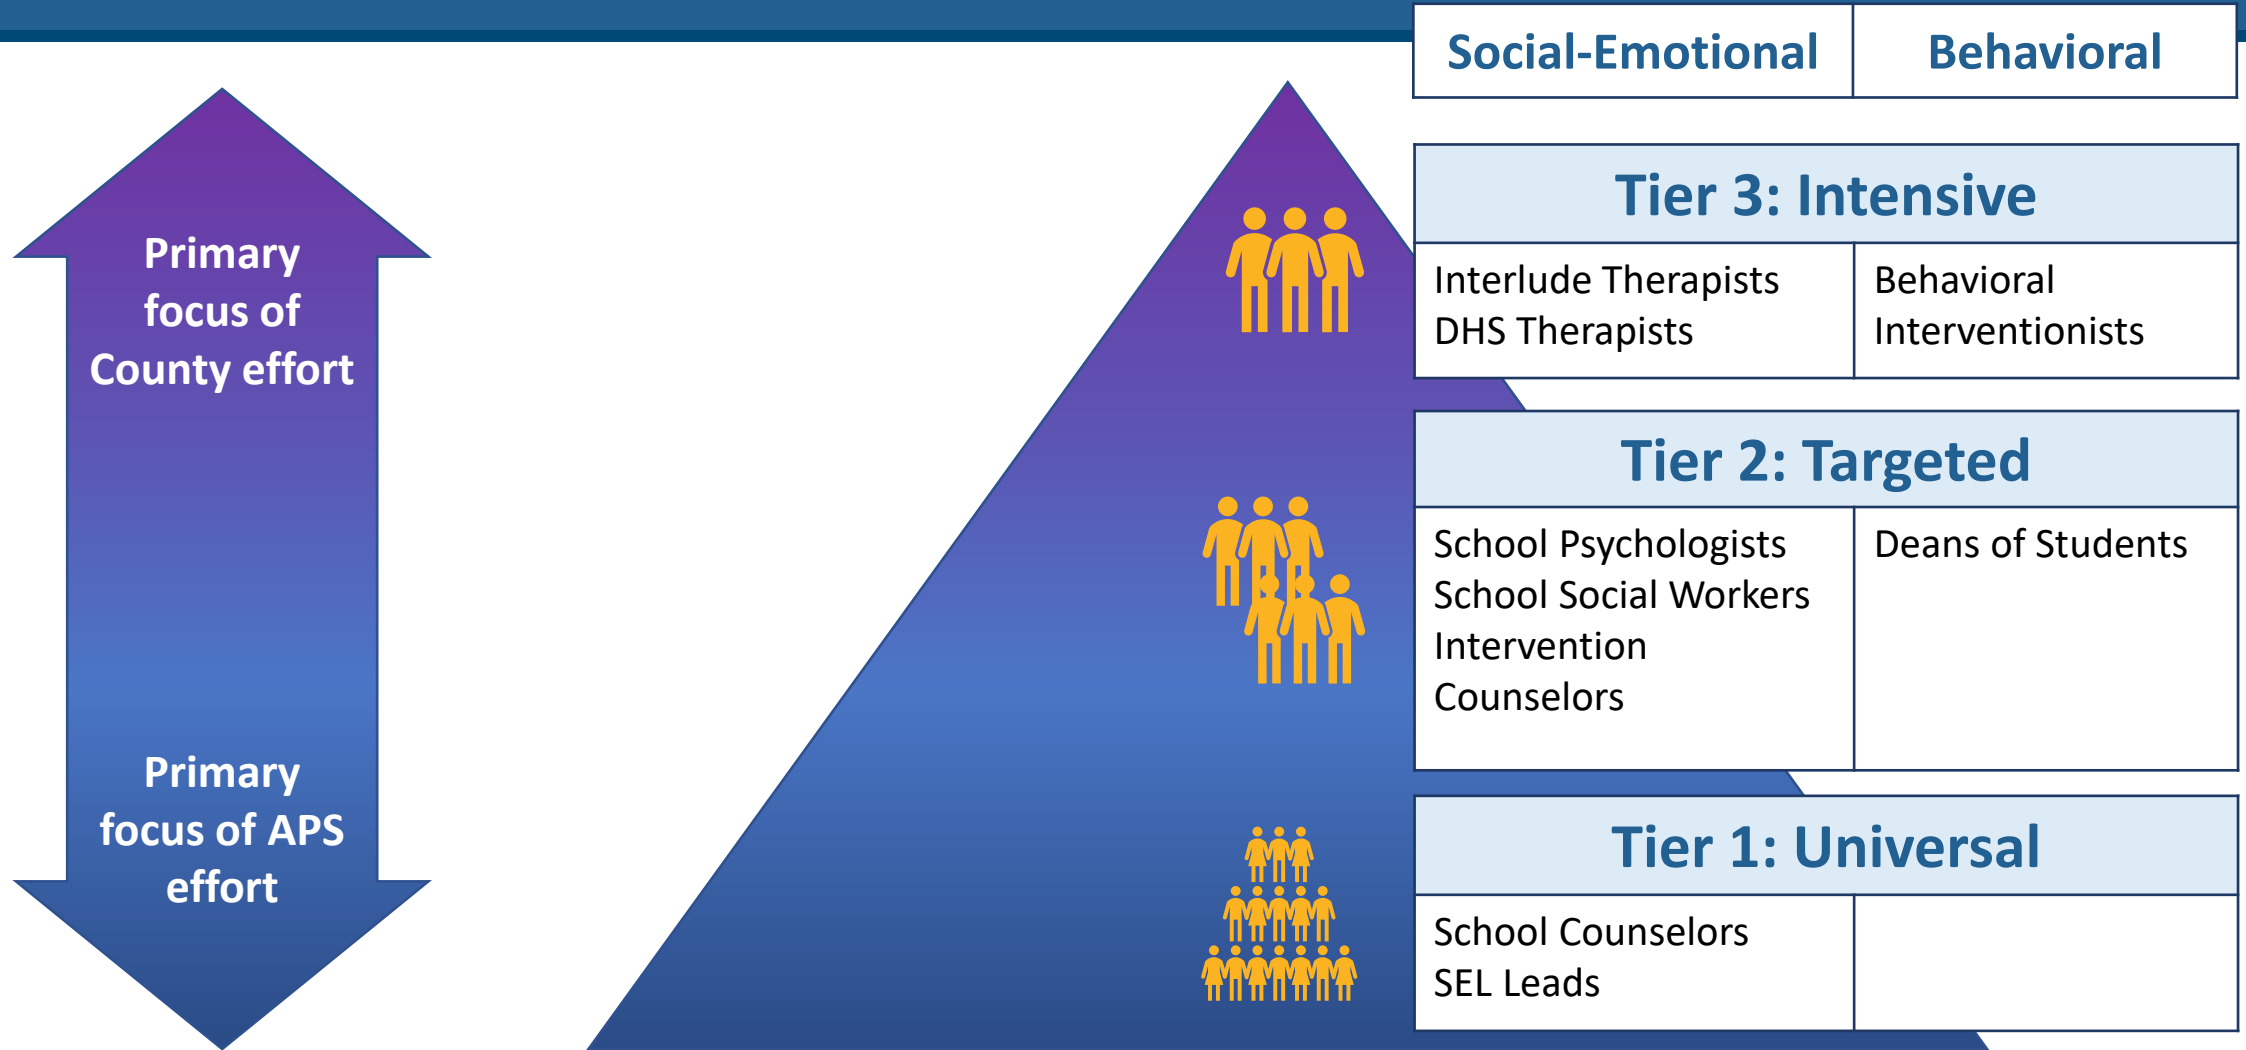 Social-Emotional
Behavioral
Primary
focus of
County effort
Primary
focus of APS
effort
Tier 3: Intensive
Interlude Therapists
DHS Therapists
Behavioral
Interventionists
Tier 2: Targeted
School Psychologists
School Social Workers
Intervention
Counselors
Deans of Students
Tier 1: Universal
School Counselors
SEL Leads